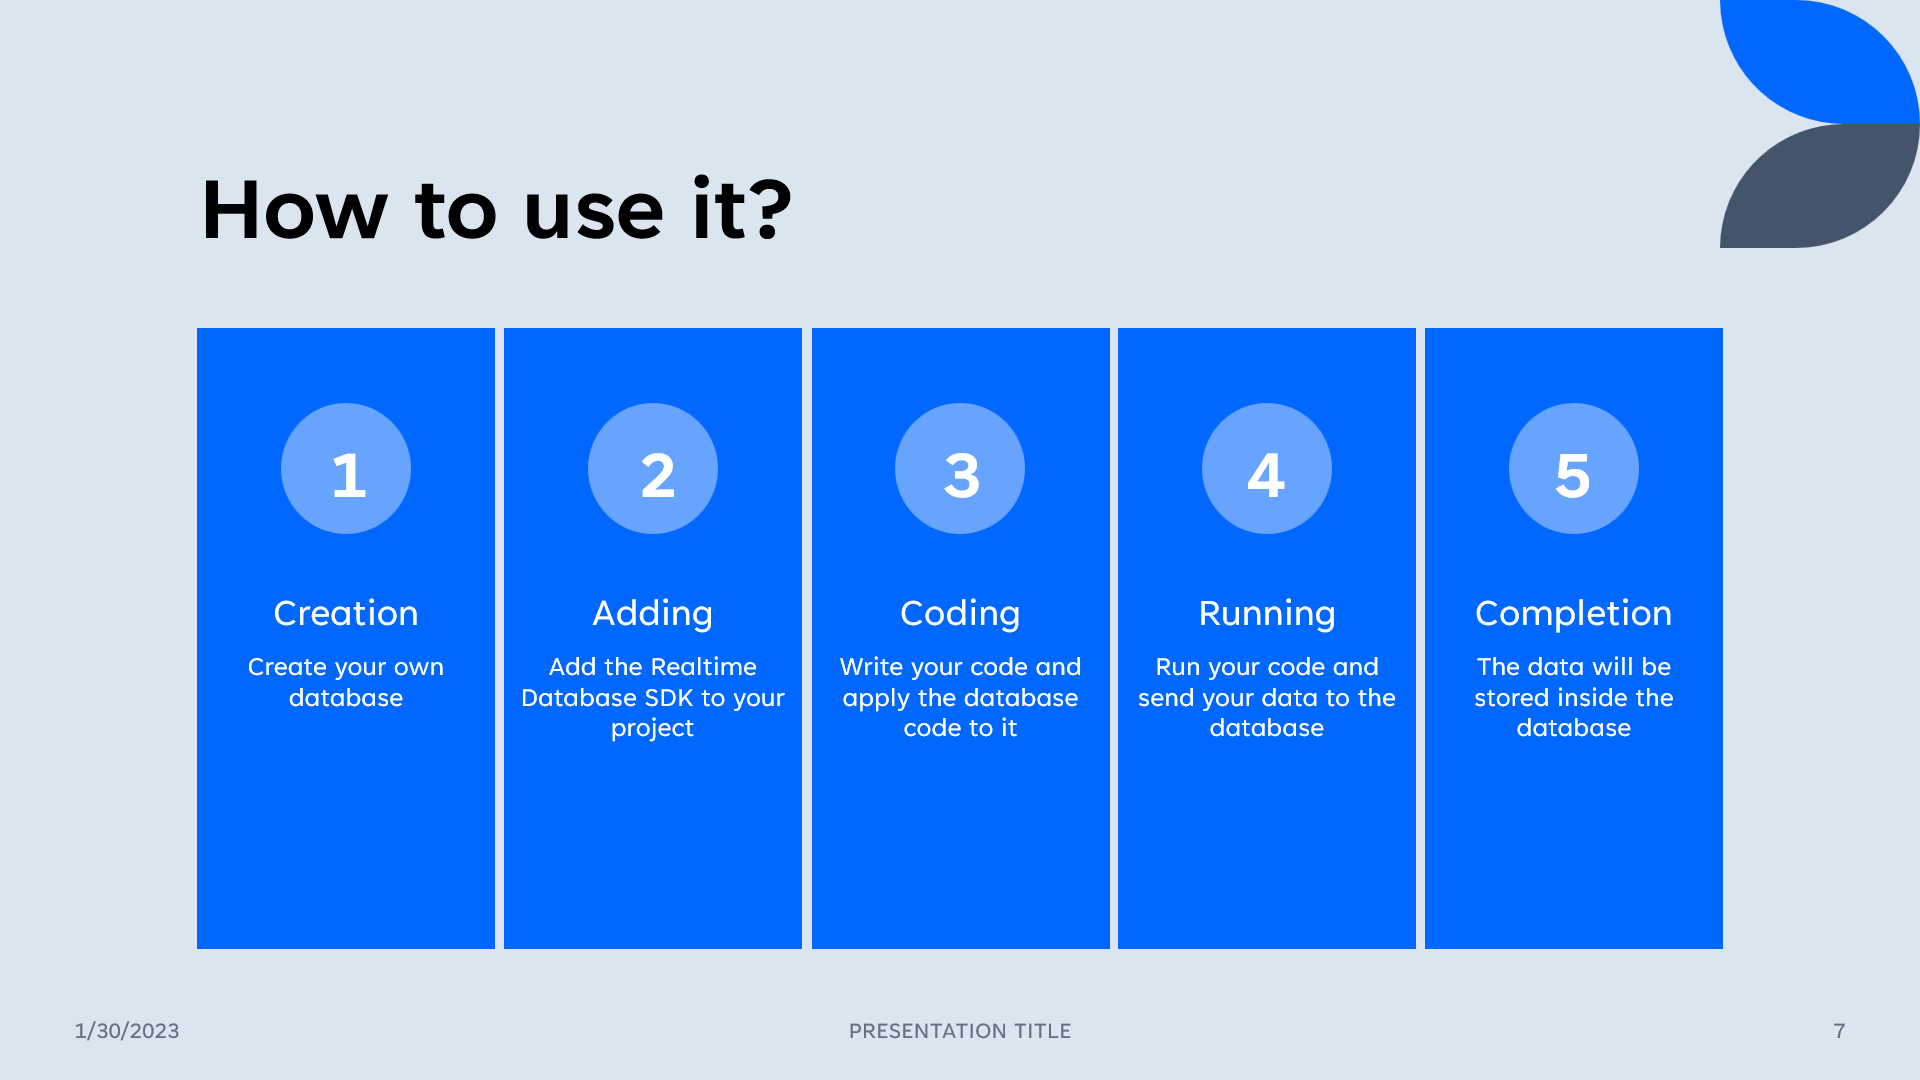 How to use it?
1
Creation
Create your own
database
2
Adding
Add the Realtime
Database SDK to your
project
3
Coding
Write your code and
apply the database
code to it
4
Running
Run your code and
send your data to the
database
5
Completion
The data will be
stored inside the
database
1/30/2023
PRESENTATION TITLE
7